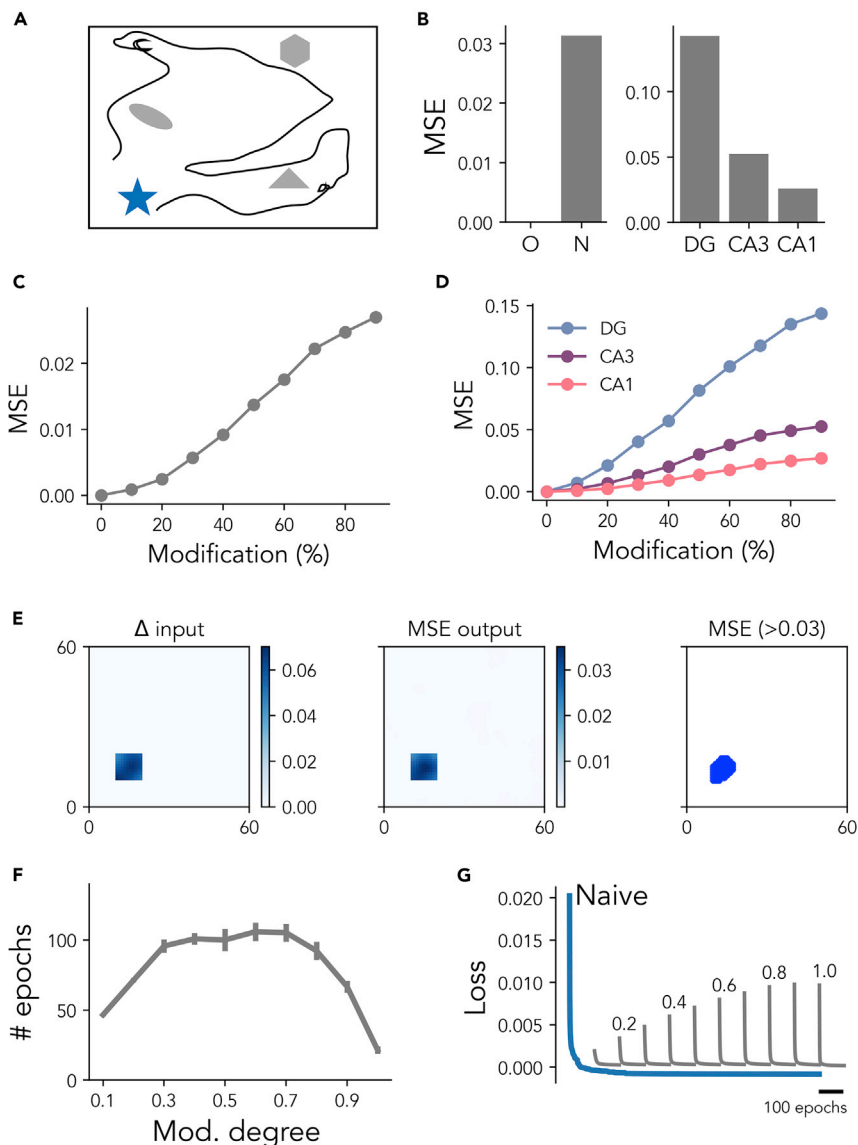 A
B
MSE
0.03
0.02
0.01
0.00
O N
0.10
0.05
0.00
DG CA3 CA1
C
MSE
0.02
0.01
0.00
0 20 40 60 80
Modification (%)
D
MSE
0.15
0.10
0.05
0.00
DG
CA3
CA1
0 20 40 60 80
Modification (%)
E
Δ input
60
0
0 60
0.06
0.04
0.02
0.00
MSE output
0 60
0.03
0.02
0.01
MSE (>0.03)
0 60
F
# epochs
100
50
0
0.1 0.3 0.5 0.7 0.9
Mod. degree
G
Loss
0.020
0.015
0.010
0.005
0.000
Naive
0.2 0.4 0.6 0.8 1.0
100 epochs